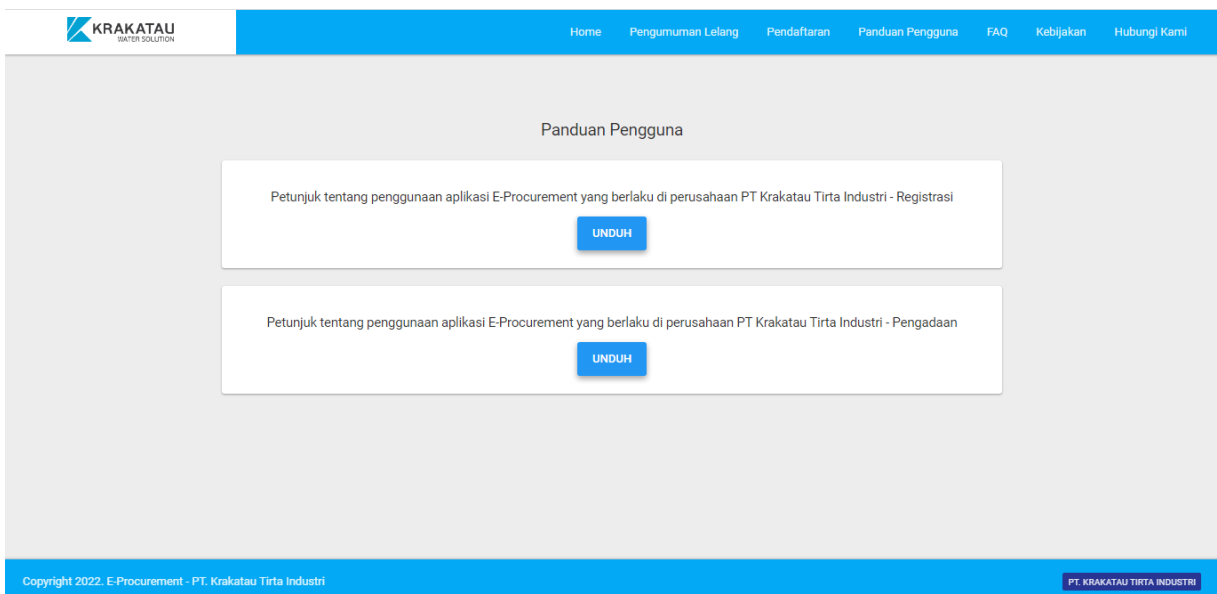 KRAKATAU
WATER SOLUTION
Home Pengumuman Lelang Pendaftaran Panduan Pengguna FAQ Kebijakan Hubungi Kami
Panduan Pengguna
Petunjuk tentang penggunaan aplikasi E-Procurement yang berlaku di perusahaan PT Krakatau Tirta Industri - Registrasi
UNDUH
Petunjuk tentang penggunaan aplikasi E-Procurement yang berlaku di perusahaan PT Krakatau Tirta Industri - Pengadaan
UNDUH
Copyright 2022. E-Procurement - PT. Krakatau Tirta Industri
PT. KRAKATAU TIRTA INDUSTRI